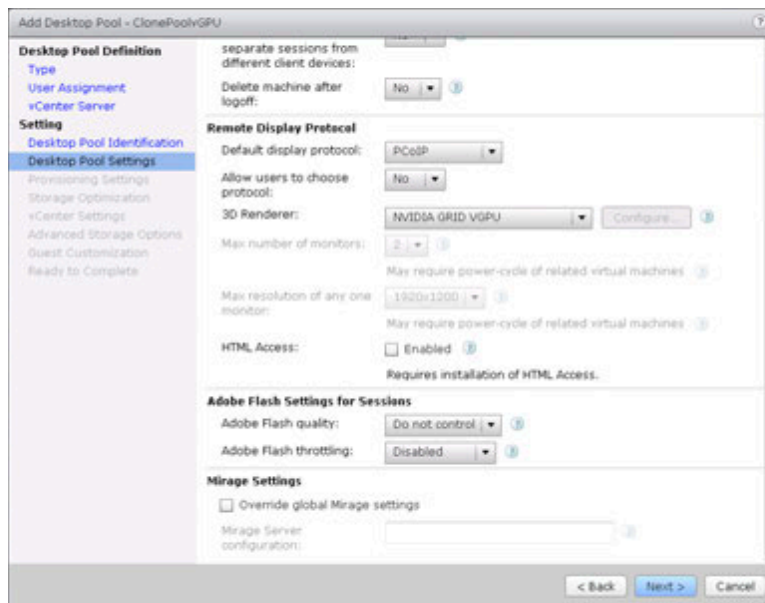 Add Desktop Pool - ClonePoolvGPU
?
Desktop Pool Definition
Type
User Assignment
vCenter Server
Setting
Desktop Pool Identification
Desktop Pool Settings
Provisioning Settings
Storage Optimization
vCenter Settings
Advanced Storage Options
Guest Customization
Ready to Complete
separate sessions from
different client devices:
No
Delete machine after
logoff:
No
Remote Display Protocol
Default display protocol:
PCoIP
Allow users to choose
protocol:
No
3D Renderer:
NVIDIA GRID VGPU
Configure...
Max number of monitors:
2
May require power-cycle of related virtual machines
Max resolution of any one
monitor:
1920x1200
May require power-cycle of related virtual machines
HTML Access:
Enabled
Requires installation of HTML Access.
Adobe Flash Settings for Sessions
Adobe Flash quality:
Do not control
Adobe Flash throttling:
Disabled
Mirage Settings
Override global Mirage settings
Mirage Server
configuration:
< Back
Next >
Cancel